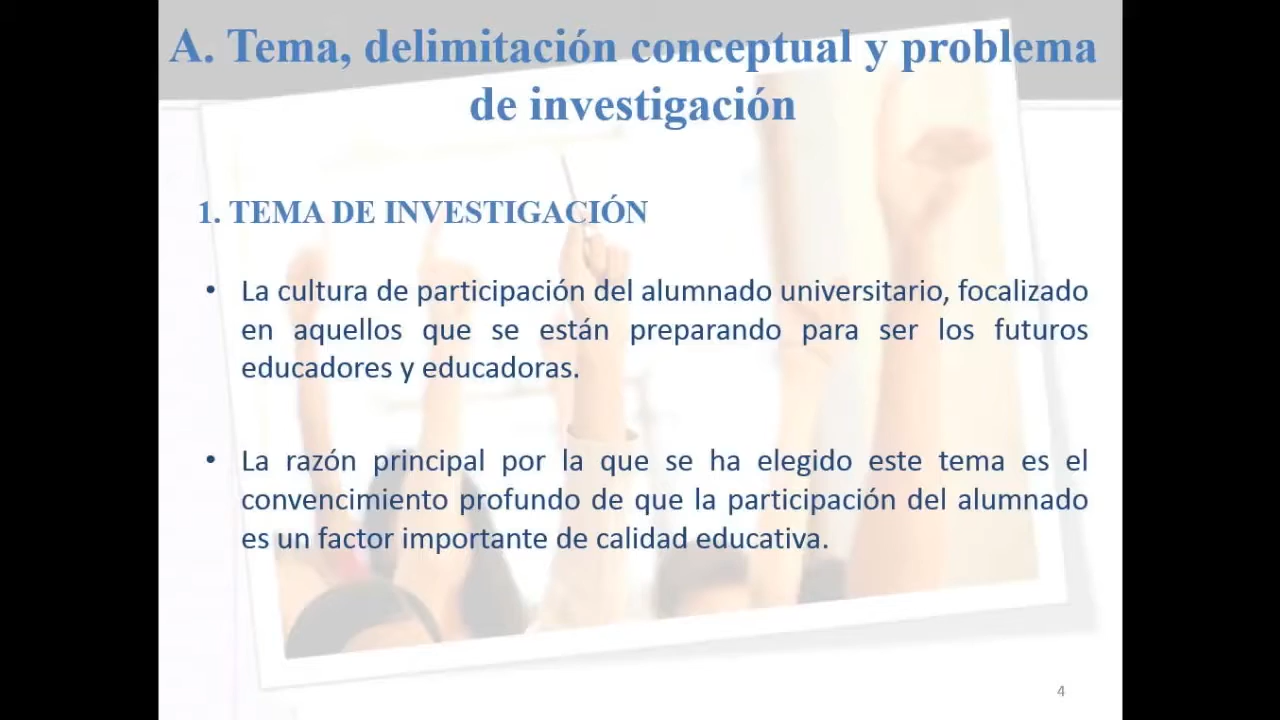 A. Tema, delimitación conceptual y problema
de investigación
1. TEMA DE INVESTIGACIÓN
• La cultura de participación del alumnado universitario, focalizado
en aquellos que se están preparando para ser los futuros
educadores y educadoras.
• La razón principal por la que se ha elegido este tema es el
convencimiento profundo de que la participación del alumnado
es un factor importante de calidad educativa.
4